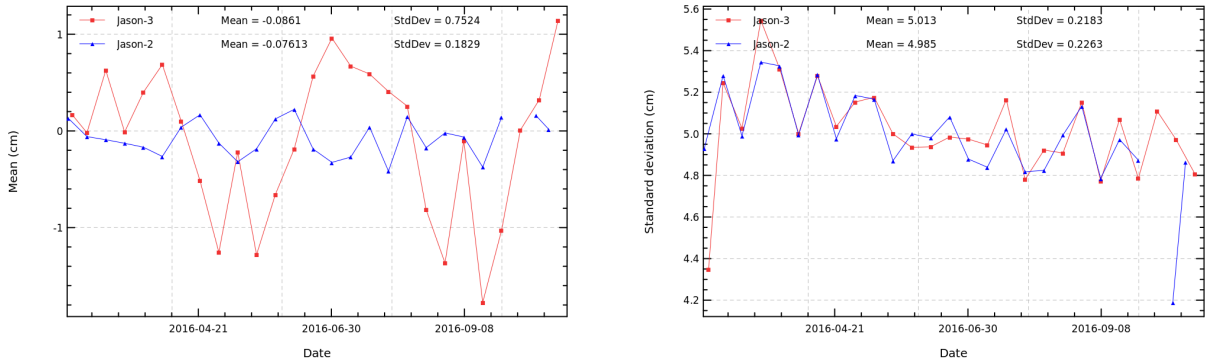 Jason-3 Mean = -0.0861 StdDev = 0.7524
Jason-2 Mean = -0.07613 StdDev = 0.1829
1
0
-1
Mean (cm)
2016-04-21 2016-06-30 2016-09-08
Date
5.6
Jason-3 Mean = 5.013 StdDev = 0.2183
Jason-2 Mean = 4.985 StdDev = 0.2263
5.4
5.2
5.0
4.8
4.6
4.4
4.2
Standard deviation (cm)
2016-04-21 2016-06-30 2016-09-08
Date